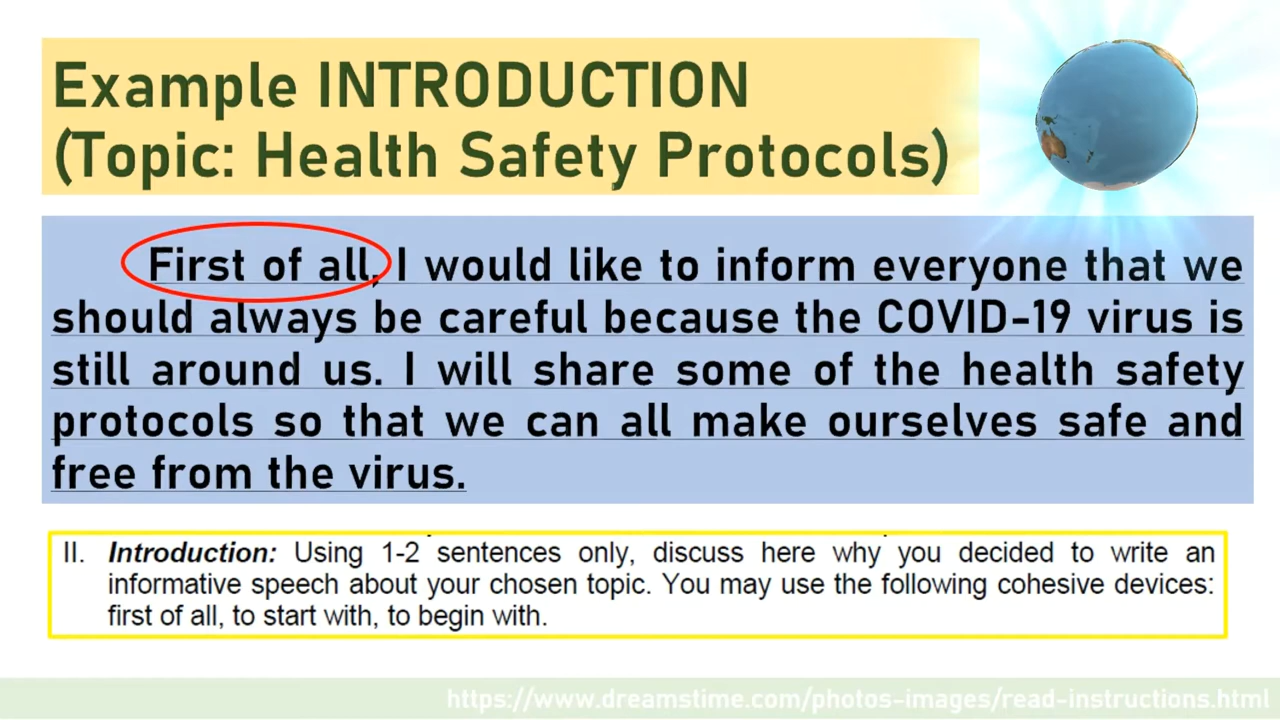 Example INTRODUCTION
(Topic: Health Safety Protocols)
First of all, I would like to inform everyone that we
should always be careful because the COVID-19 virus is
still around us. I will share some of the health safety
protocols so that we can all make ourselves safe and
free from the virus.
II. Introduction: Using 1-2 sentences only, discuss here why you decided to write an
informative speech about your chosen topic. You may use the following cohesive devices:
first of all, to start with, to begin with.
https://www.dreamstime.com/photos-images/read-instructions.html